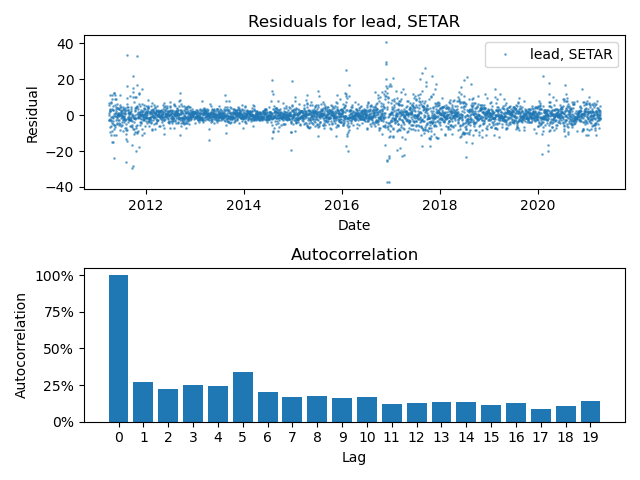 Residuals for lead, SETAR
40
20
0
−20
−40
Residual
lead, SETAR
2012 2014 2016 2018 2020
Date
Autocorrelation
100%
75%
50%
25%
0%
Autocorrelation
0 1 2 3 4 5 6 7 8 9 10 11 12 13 14 15 16 17 18 19
Lag